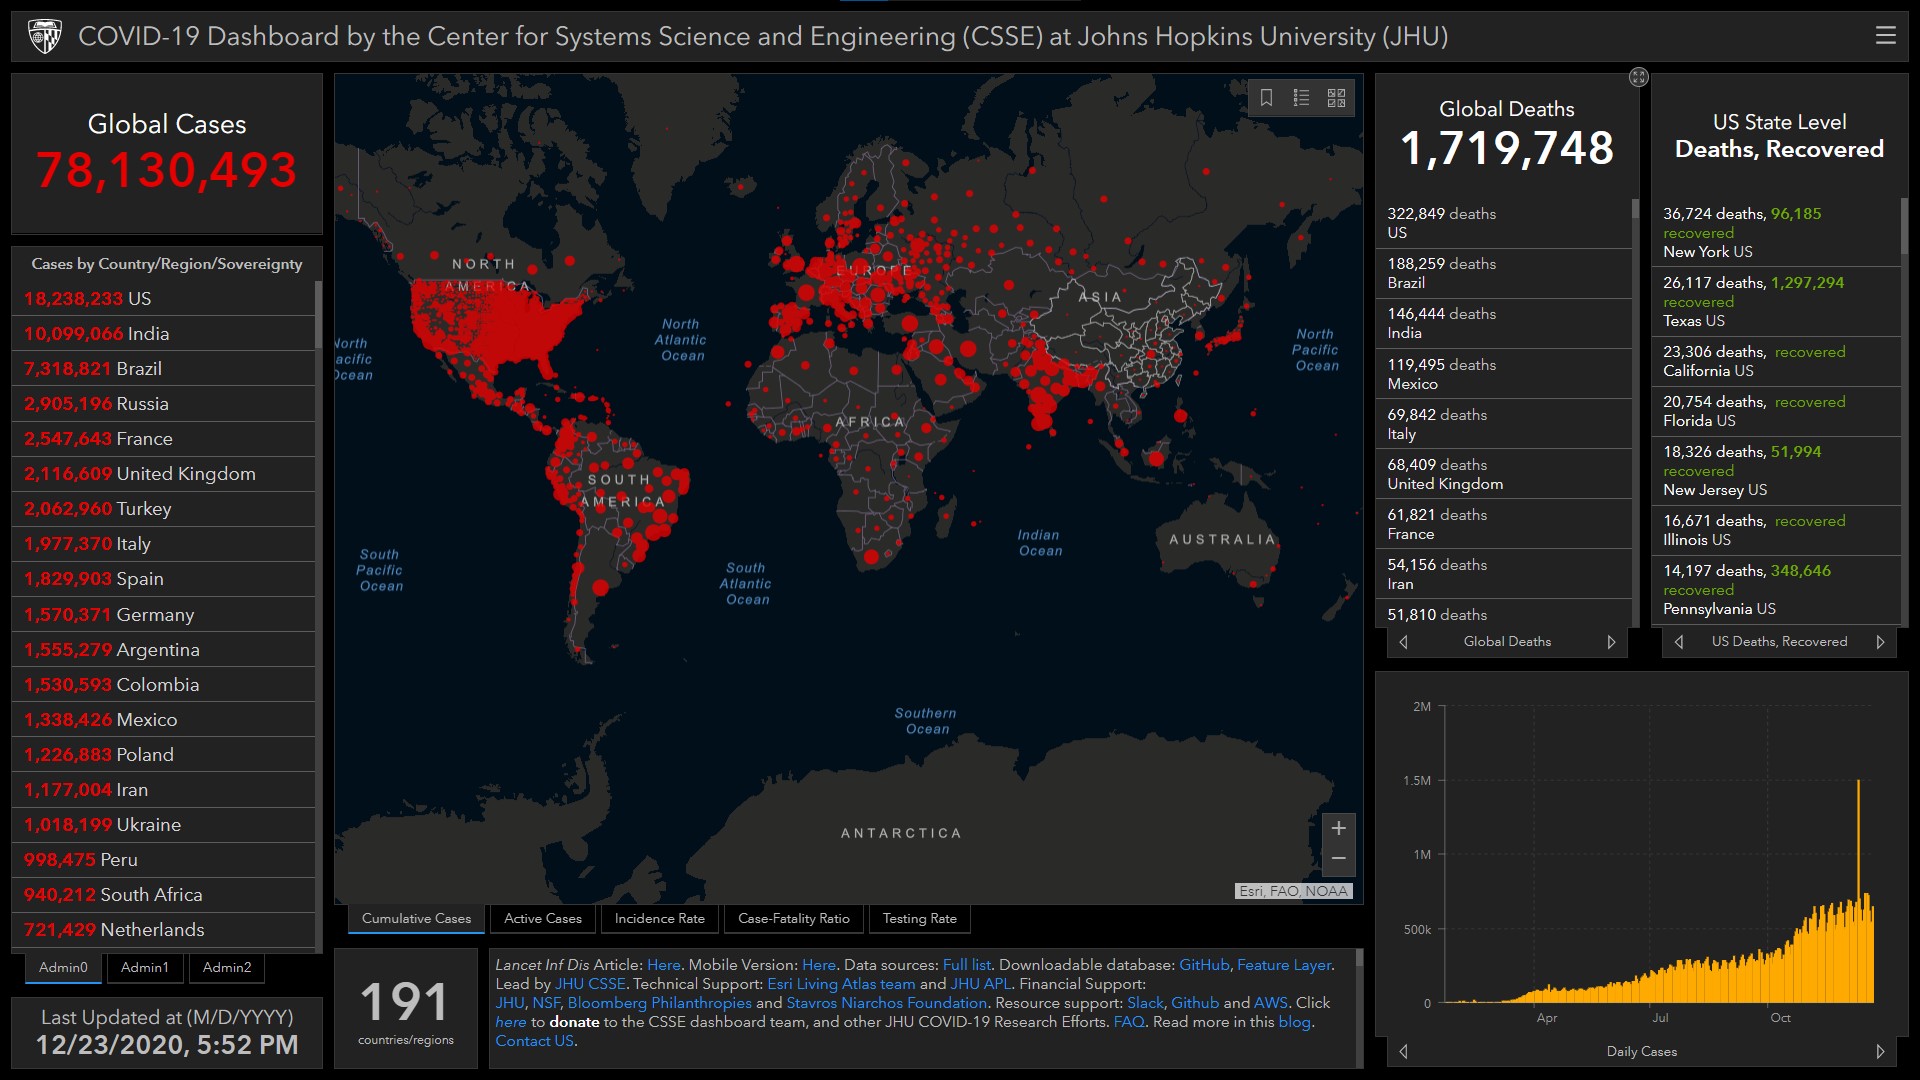 COVID-19 Dashboard by the Center for Systems Science and Engineering (CSSE) at Johns Hopkins University (JHU)
Global Cases
78,130,493
Cases by Country/Region/Sovereignty
18,238,233 US
10,099,066 India
7,318,821 Brazil
2,905,196 Russia
2,547,643 France
2,116,609 United Kingdom
2,062,960 Turkey
1,977,370 Italy
1,829,903 Spain
1,570,371 Germany
1,555,279 Argentina
1,530,593 Colombia
1,338,426 Mexico
1,226,883 Poland
1,177,004 Iran
1,018,199 Ukraine
998,475 Peru
940,212 South Africa
721,429 Netherlands
Admin0
Admin1
Admin2
Last Updated at (M/D/YYYY)
12/23/2020, 5:52 PM
NORTH
AMERICA
EUROPE
ASIA
North
Atlantic
Ocean
North
Pacific
Ocean
orth
acific
cean
AFRICA
SOUTH
AMERICA
South
Pacific
Ocean
South
Atlantic
Ocean
Indian
Ocean
AUSTRALIA
Southern
Ocean
ANTARCTICA
+
−
Esri, FAO, NOAA
Cumulative Cases
Active Cases
Incidence Rate
Case-Fatality Ratio
Testing Rate
191
countries/regions
Lancet Inf Dis Article: Here. Mobile Version: Here. Data sources: Full list. Downloadable database: GitHub, Feature Layer.
Lead by JHU CSSE. Technical Support: Esri Living Atlas team and JHU APL. Financial Support:
JHU, NSF, Bloomberg Philanthropies and Stavros Niarchos Foundation. Resource support: Slack, Github and AWS. Click
here to donate to the CSSE dashboard team, and other JHU COVID-19 Research Efforts. FAQ. Read more in this blog.
Contact US.
Global Deaths
1,719,748
322,849 deaths
US
188,259 deaths
Brazil
146,444 deaths
India
119,495 deaths
Mexico
69,842 deaths
Italy
68,409 deaths
United Kingdom
61,821 deaths
France
54,156 deaths
Iran
51,810 deaths
Global Deaths
US State Level
Deaths, Recovered
36,724 deaths, 96,185
recovered
New York US
26,117 deaths, 1,297,294
recovered
Texas US
23,306 deaths, recovered
California US
20,754 deaths, recovered
Florida US
18,326 deaths, 51,994
recovered
New Jersey US
16,671 deaths, recovered
Illinois US
14,197 deaths, 348,646
recovered
Pennsylvania US
US Deaths, Recovered
2M
1.5M
1M
500k
0
Apr
Jul
Oct
Daily Cases